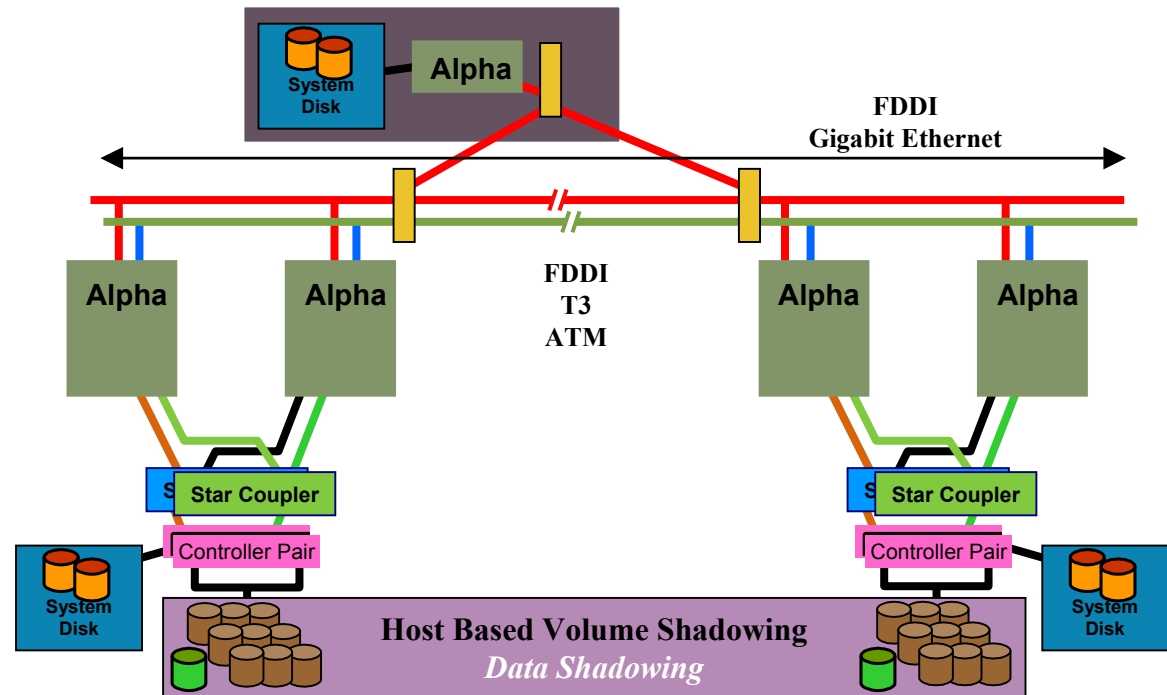 System
Disk
Alpha
FDDI
Gigabit Ethernet
Alpha
Alpha
FDDI
T3
ATM
Alpha
Alpha
Star Coupler
Controller Pair
System
Disk
Star Coupler
Controller Pair
System
Disk
Host Based Volume Shadowing
Data Shadowing